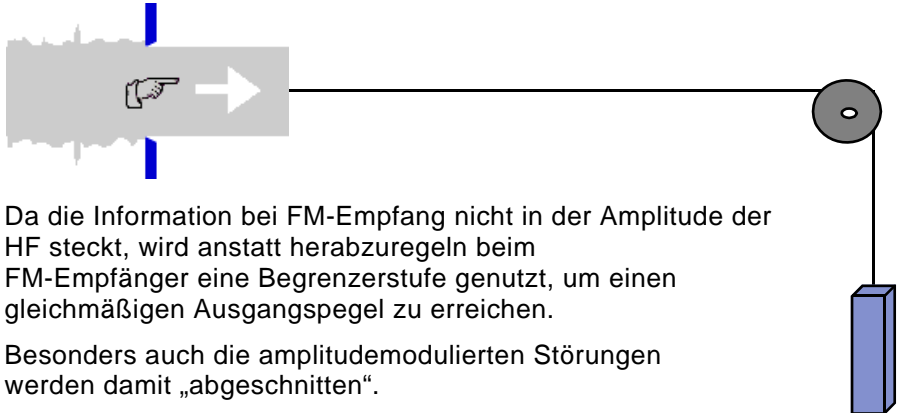 Da die Information bei FM-Empfang nicht in der Amplitude der
HF steckt, wird anstatt herabzuregeln beim
FM-Empfänger eine Begrenzerstufe genutzt, um einen
gleichmäßigen Ausgangspegel zu erreichen.
Besonders auch die amplitudemodulierten Störungen
werden damit „abgeschnitten“.